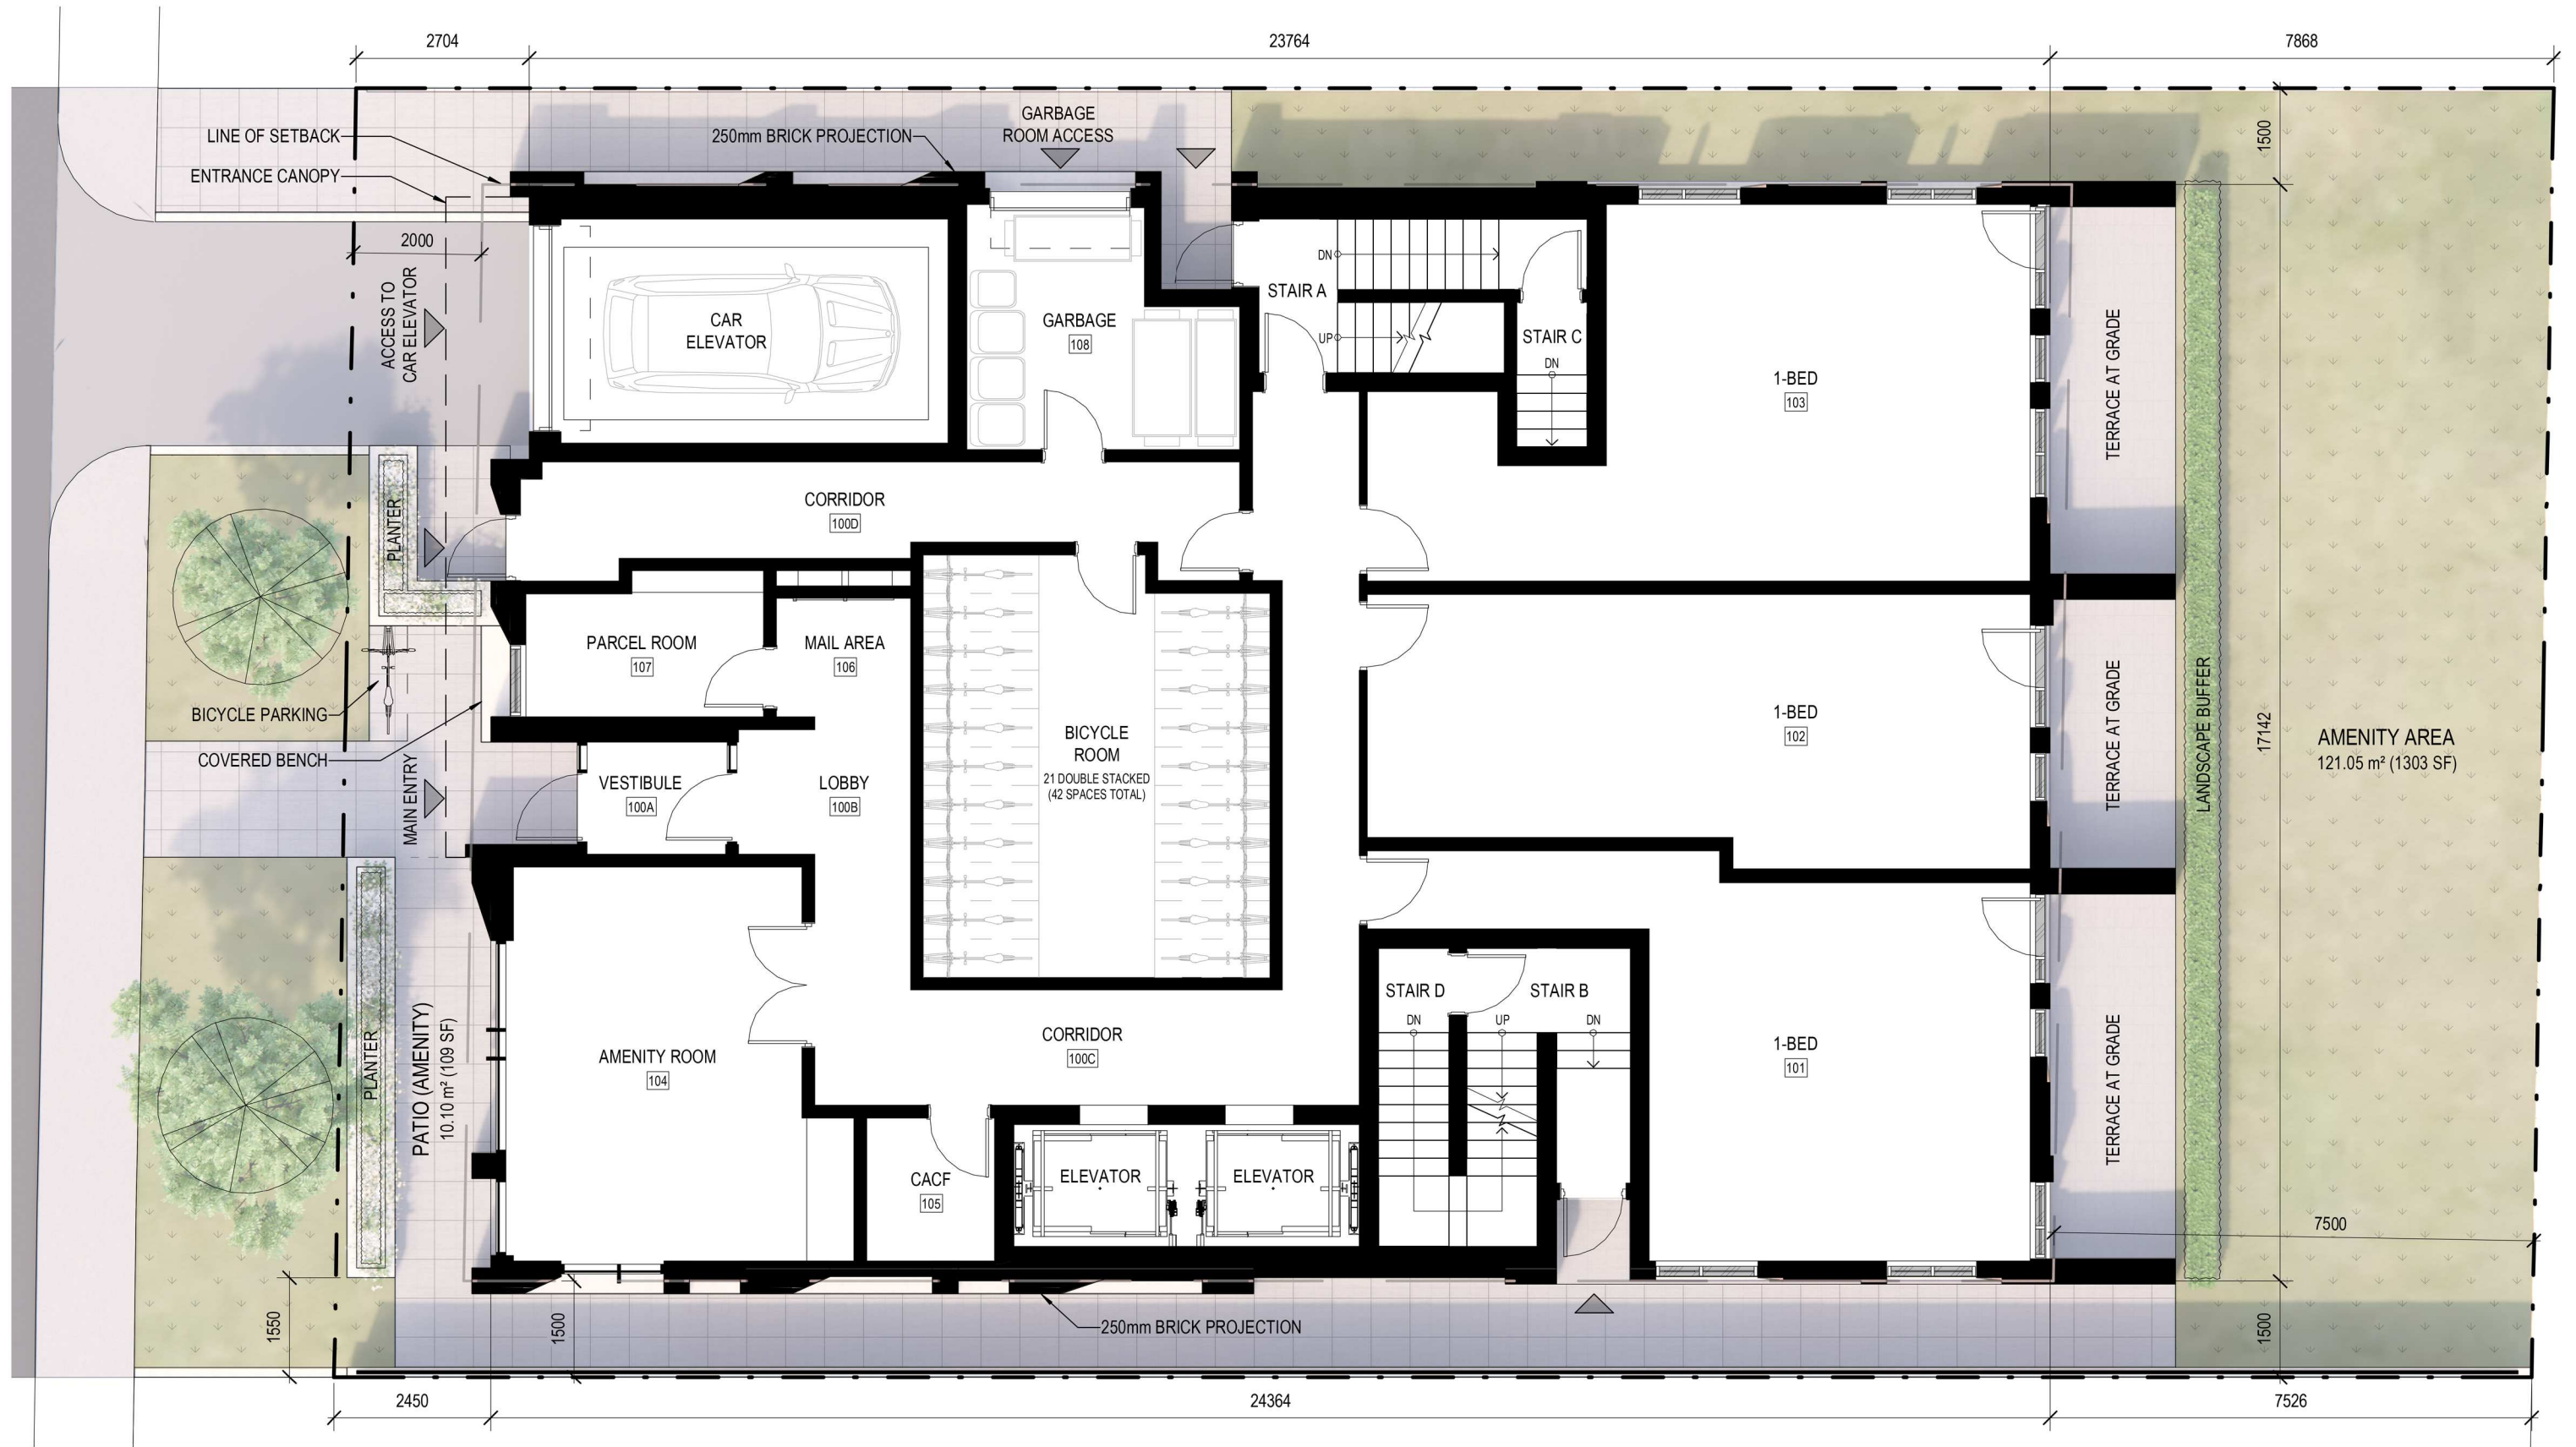 2704
23764
7868
LINE OF SETBACK
250mm BRICK PROJECTION
GARBAGE
ROOM ACCESS
1500
ENTRANCE CANOPY
2000
ACCESS TO
CAR ELEVATOR
CAR
ELEVATOR
GARBAGE
108
STAIR A
DN
UP
STAIR C
DN
1-BED
103
TERRACE AT GRADE
PLANTER
CORRIDOR
100D
PARCEL ROOM
107
MAIL AREA
106
BICYCLE PARKING
COVERED BENCH
MAIN ENTRY
VESTIBULE
100A
LOBBY
100B
BICYCLE
ROOM
21 DOUBLE STACKED
(42 SPACES TOTAL)
1-BED
102
TERRACE AT GRADE
LANDSCAPE BUFFER
17142
AMENITY AREA
121.05 m² (1303 SF)
PLANTER
PATIO (AMENITY)
10.10 m² (109 SF)
AMENITY ROOM
104
CORRIDOR
100C
STAIR D
STAIR B
DN
UP
DN
1-BED
101
TERRACE AT GRADE
CACF
105
ELEVATOR
ELEVATOR
7500
1550
1500
250mm BRICK PROJECTION
1500
2450
24364
7526